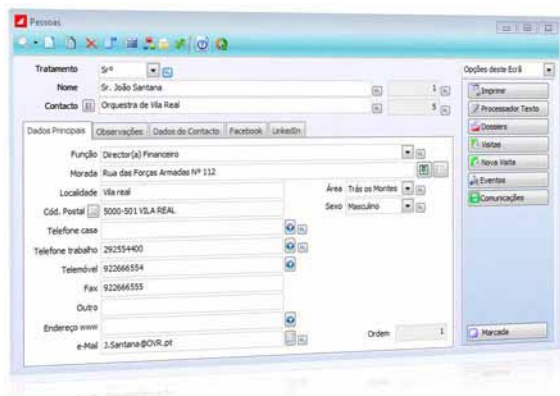 Pessoas
Tratamento Srº
Nome Sr. João Santana 1
Contacto Orquestra de Vila Real 5
Dados Principais Observações Dados do Contacto Facebook LinkedIn
Função Director(a) Financeiro
Morada Rua das Forças Armadas Nº 112
Localidade Vila real Área Trás os Montes
Cód. Postal 5000-501 VILA REAL Sexo Masculino
Telefone casa
Telefone trabalho 292554400
Telemóvel 922666554
Fax 922666555
Outro
Endereço www
e-Mail J.Santana@OVR.pt Ordem 1
Opções deste Ecrã
Imprimir
Processador Texto
Dossiers
Visitas
Nova Visita
Eventos
Comunicações
Marcada